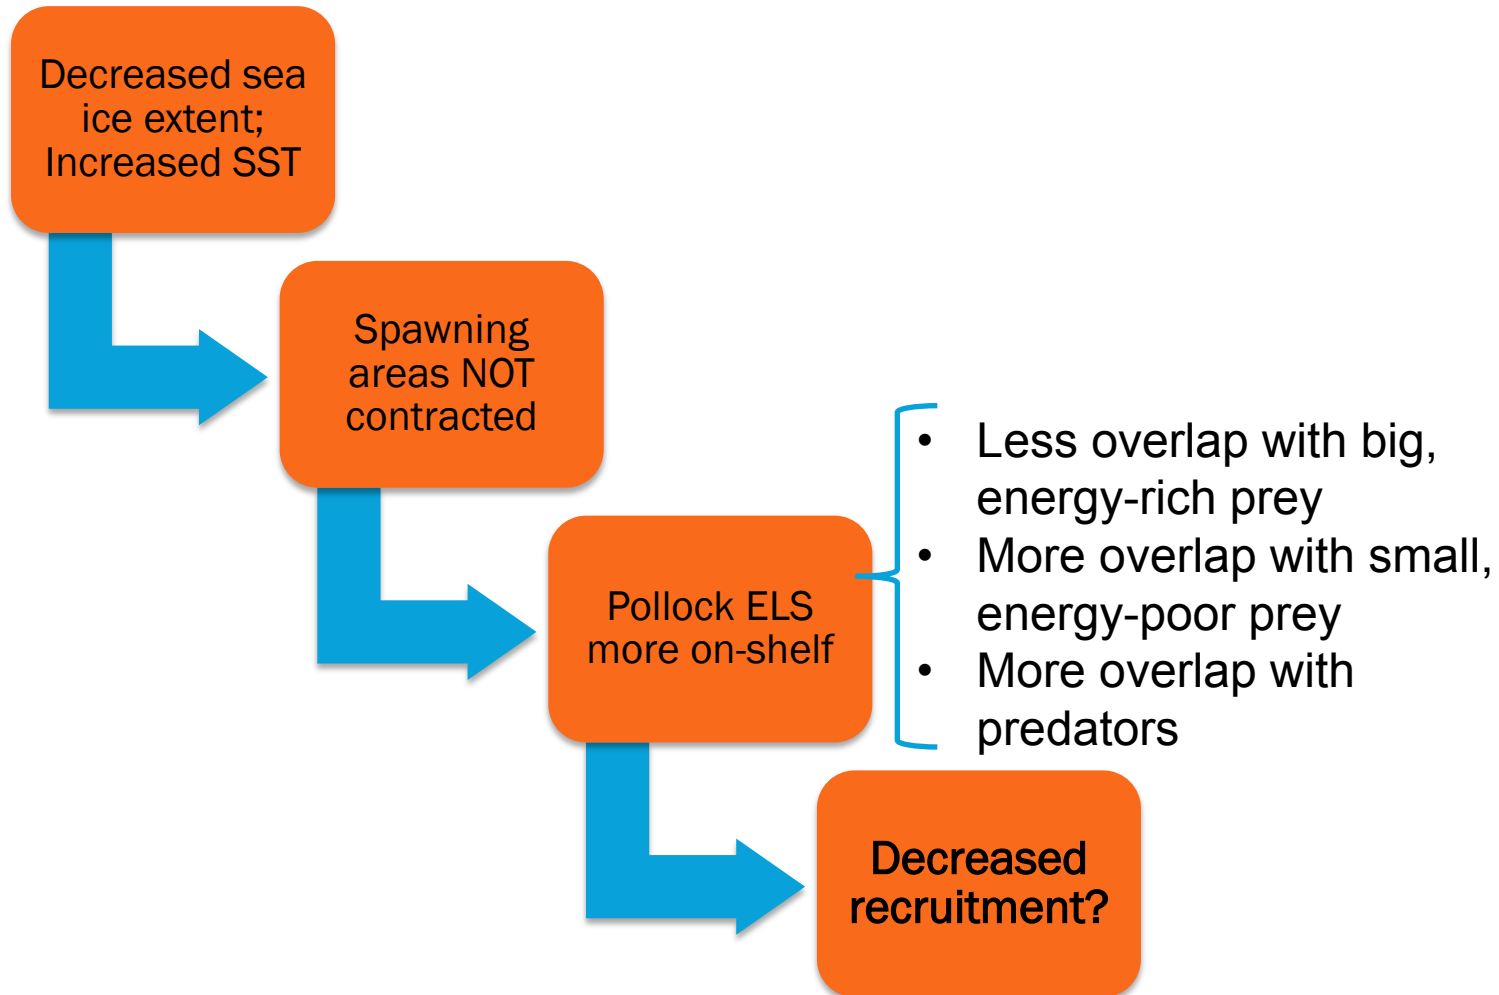 Decreased sea
ice extent;
Increased SST
Spawning
areas NOT
contracted
Pollock ELS
more on-shelf
• Less overlap with big,
energy-rich prey
• More overlap with small,
energy-poor prey
• More overlap with
predators
Decreased
recruitment?